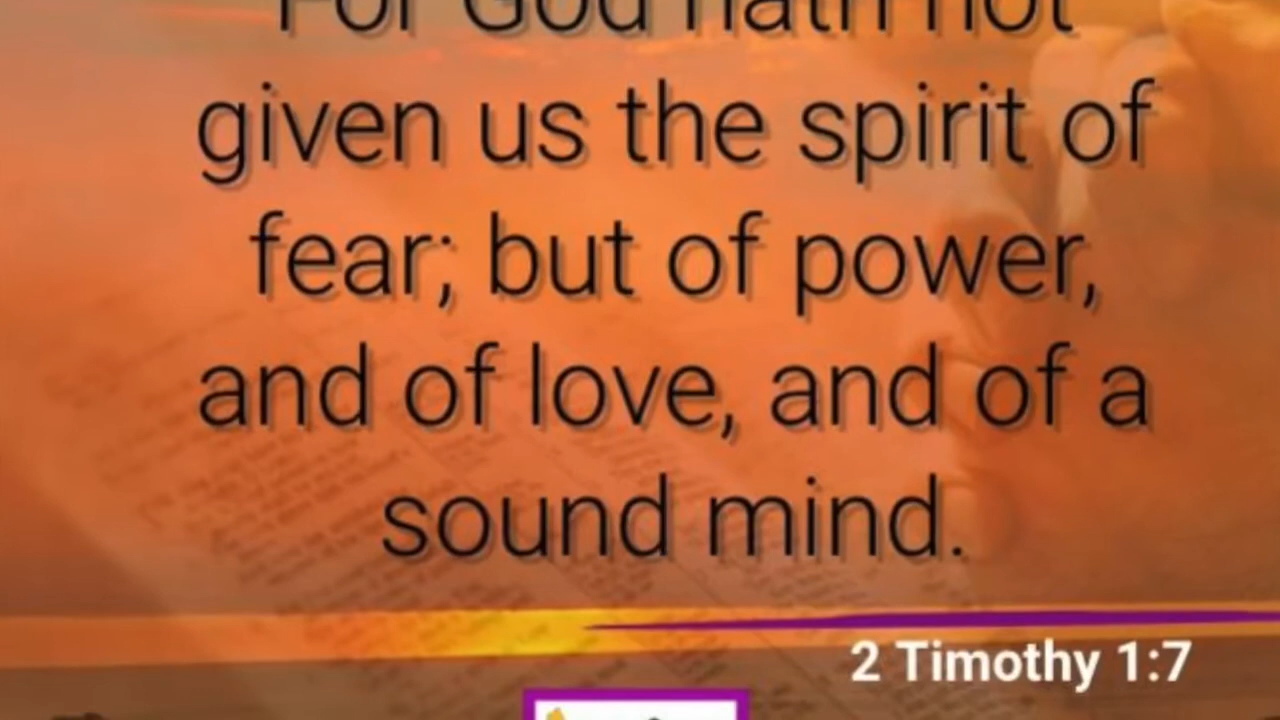 For God hath not
given us the spirit of
fear; but of power,
and of love, and of a
sound mind.
2 Timothy 1:7